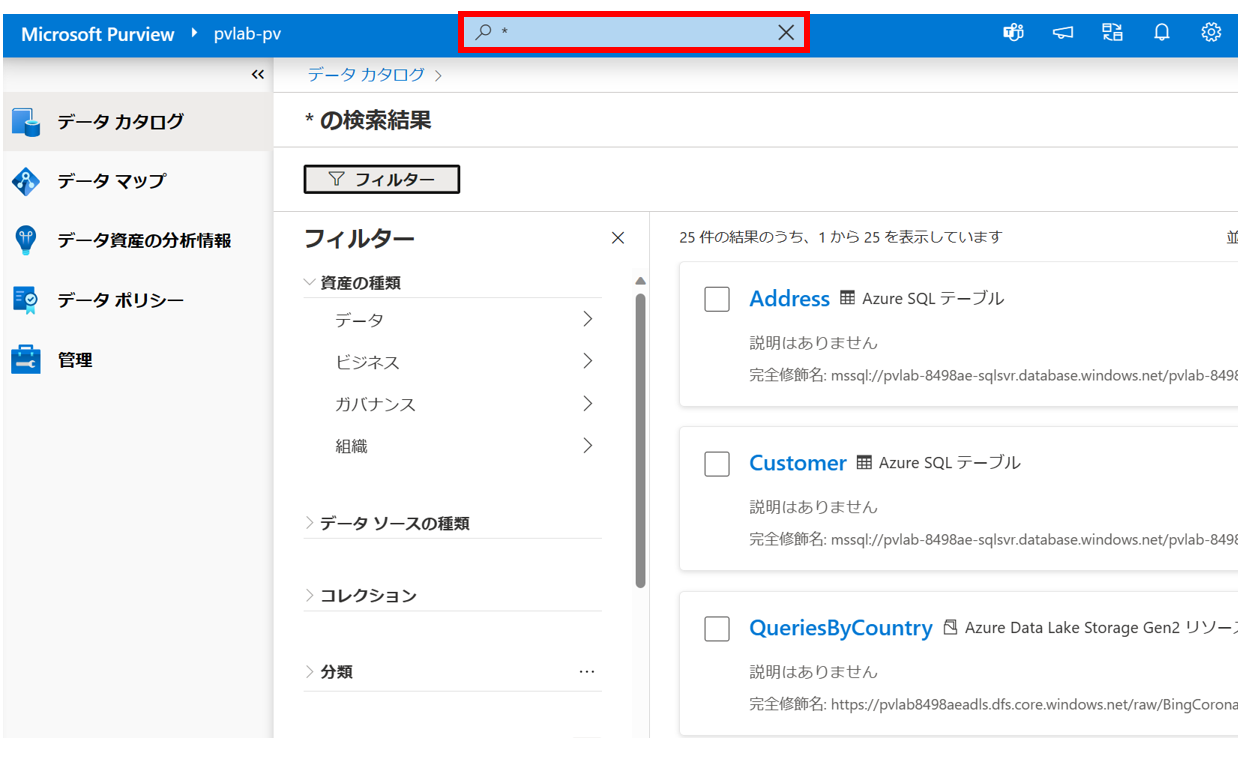 Microsoft Purview pvlab-pv
*
データ カタログ
データ マップ
データ資産の分析情報
データ ポリシー
管理
データ カタログ
* の検索結果
フィルター
フィルター
資産の種類
データ
ビジネス
ガバナンス
組織
データ ソースの種類
コレクション
分類
25 件の結果のうち、1 から 25 を表示しています
並
Address Azure SQL テーブル
説明はありません
完全修飾名: mssql://pvlab-8498ae-sqlsvr.database.windows.net/pvlab-8498
Customer Azure SQL テーブル
説明はありません
完全修飾名: mssql://pvlab-8498ae-sqlsvr.database.windows.net/pvlab-8498
QueriesByCountry Azure Data Lake Storage Gen2 リソース
説明はありません
完全修飾名: https://pvlab8498aeadls.dfs.core.windows.net/raw/BingCorona